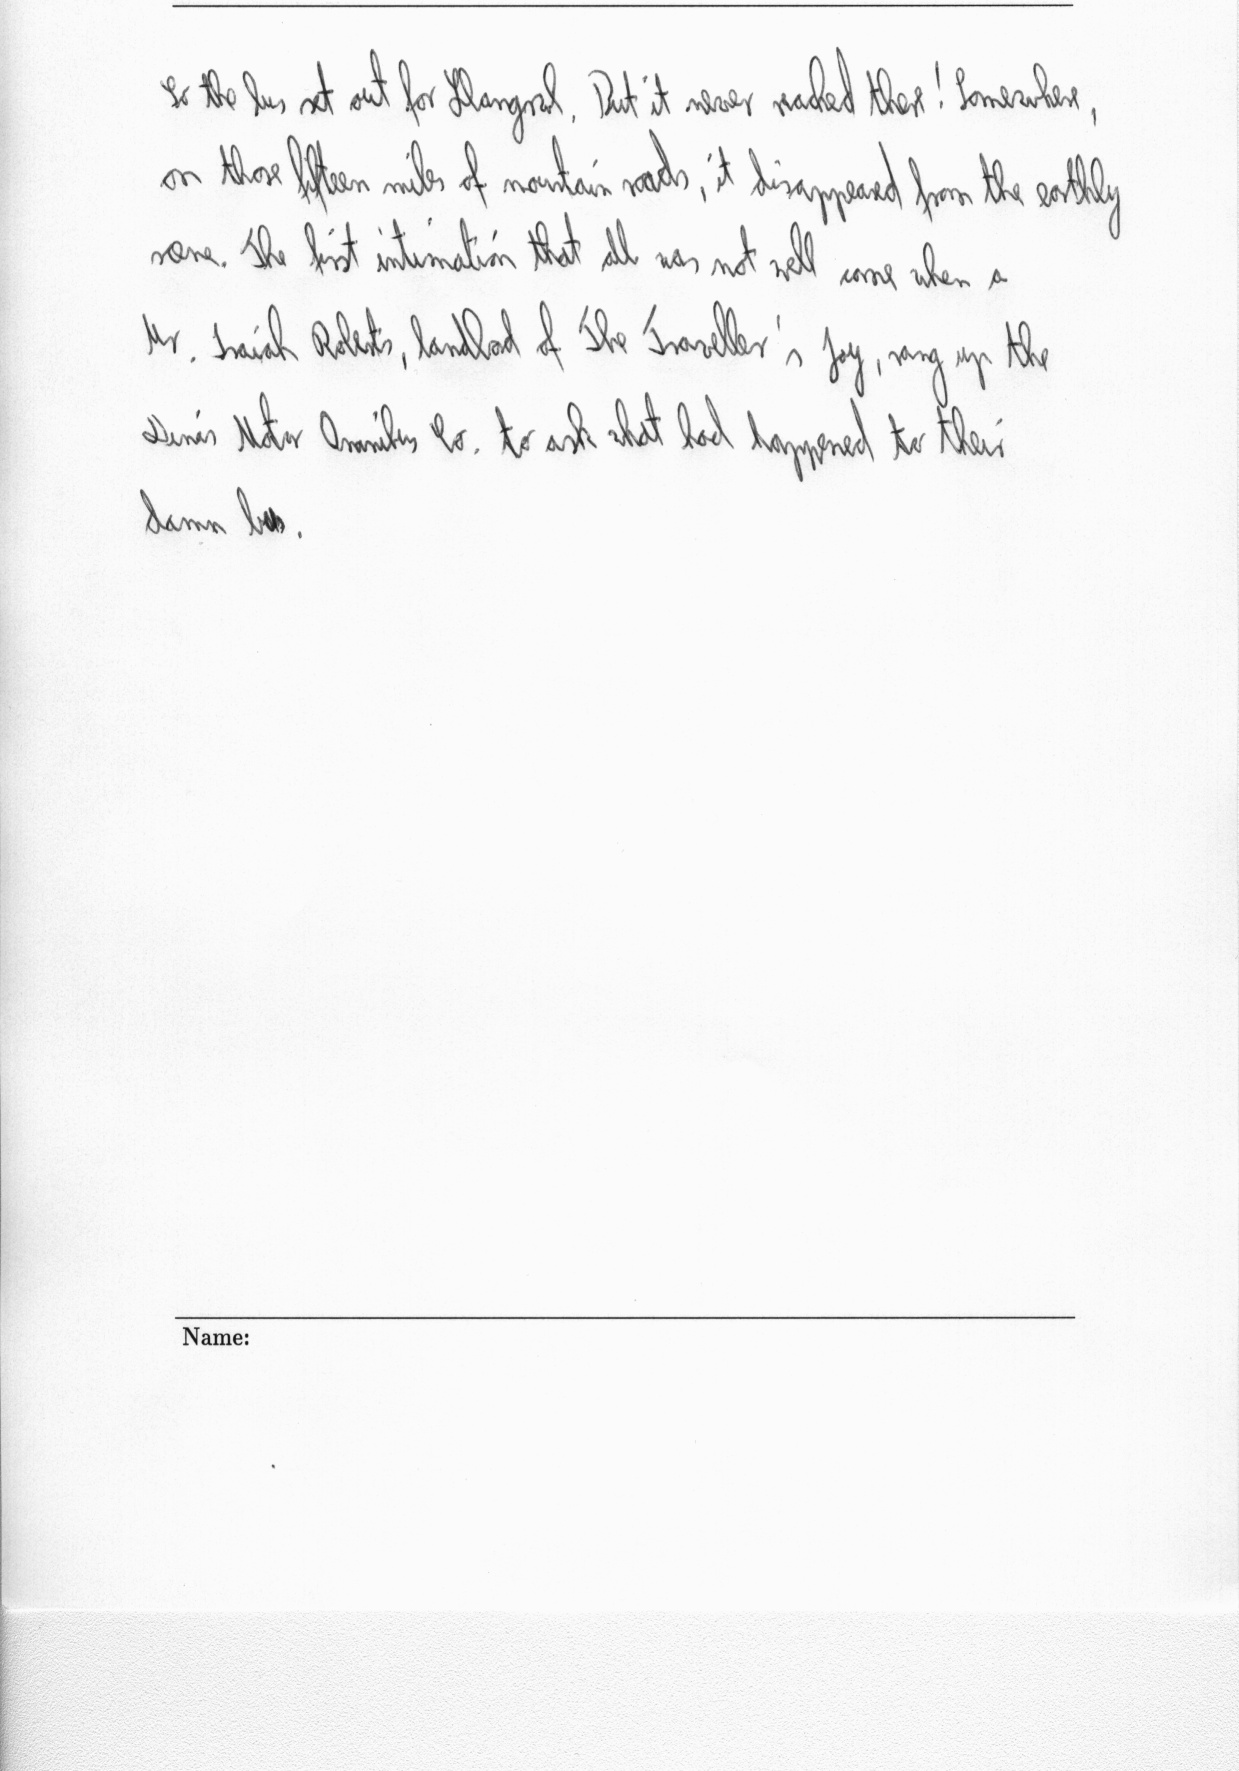 So the bus set out for Llangrol. But it never reached there! Somewhere,
on those fifteen miles of mountain roads, it disappeared from the earthly
scene. The first intimation that all was not well came when a
Mr. Isaiah Roberts, landlord of The Traveller's Joy, rang up the
Dinas Motor Omnibus Co. to ask what had happened to their
damn bus.
Name: